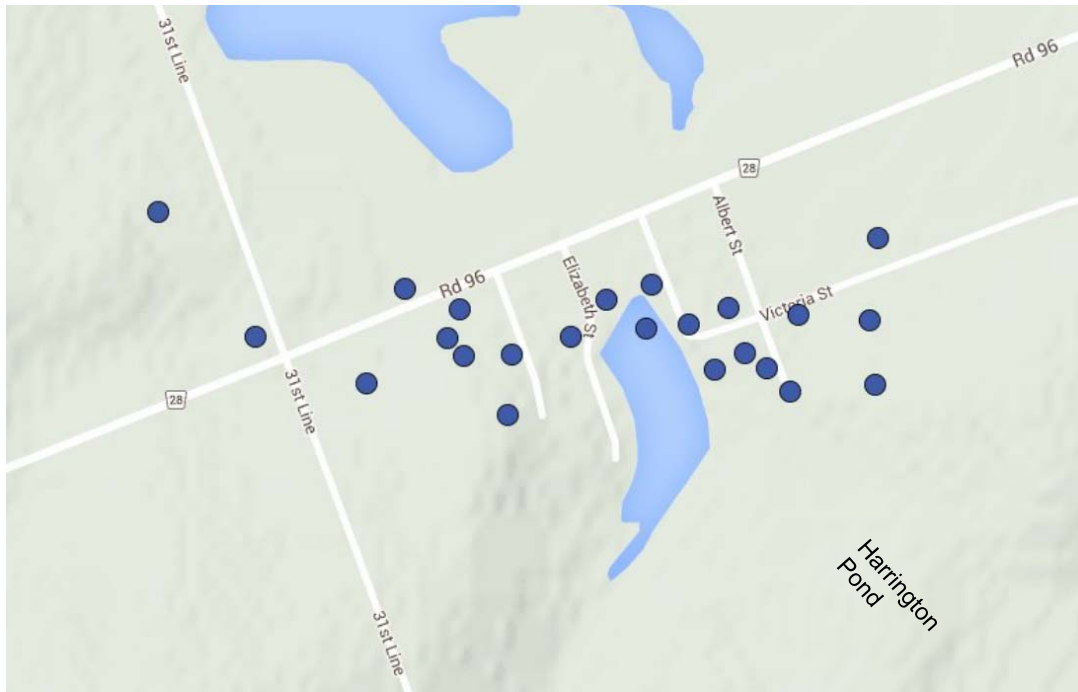 31st Line
Rd 96
28
Albert St
Elizabeth St
Rd 96
Victoria St
31st Line
28
Harrington
Pond
31st Line